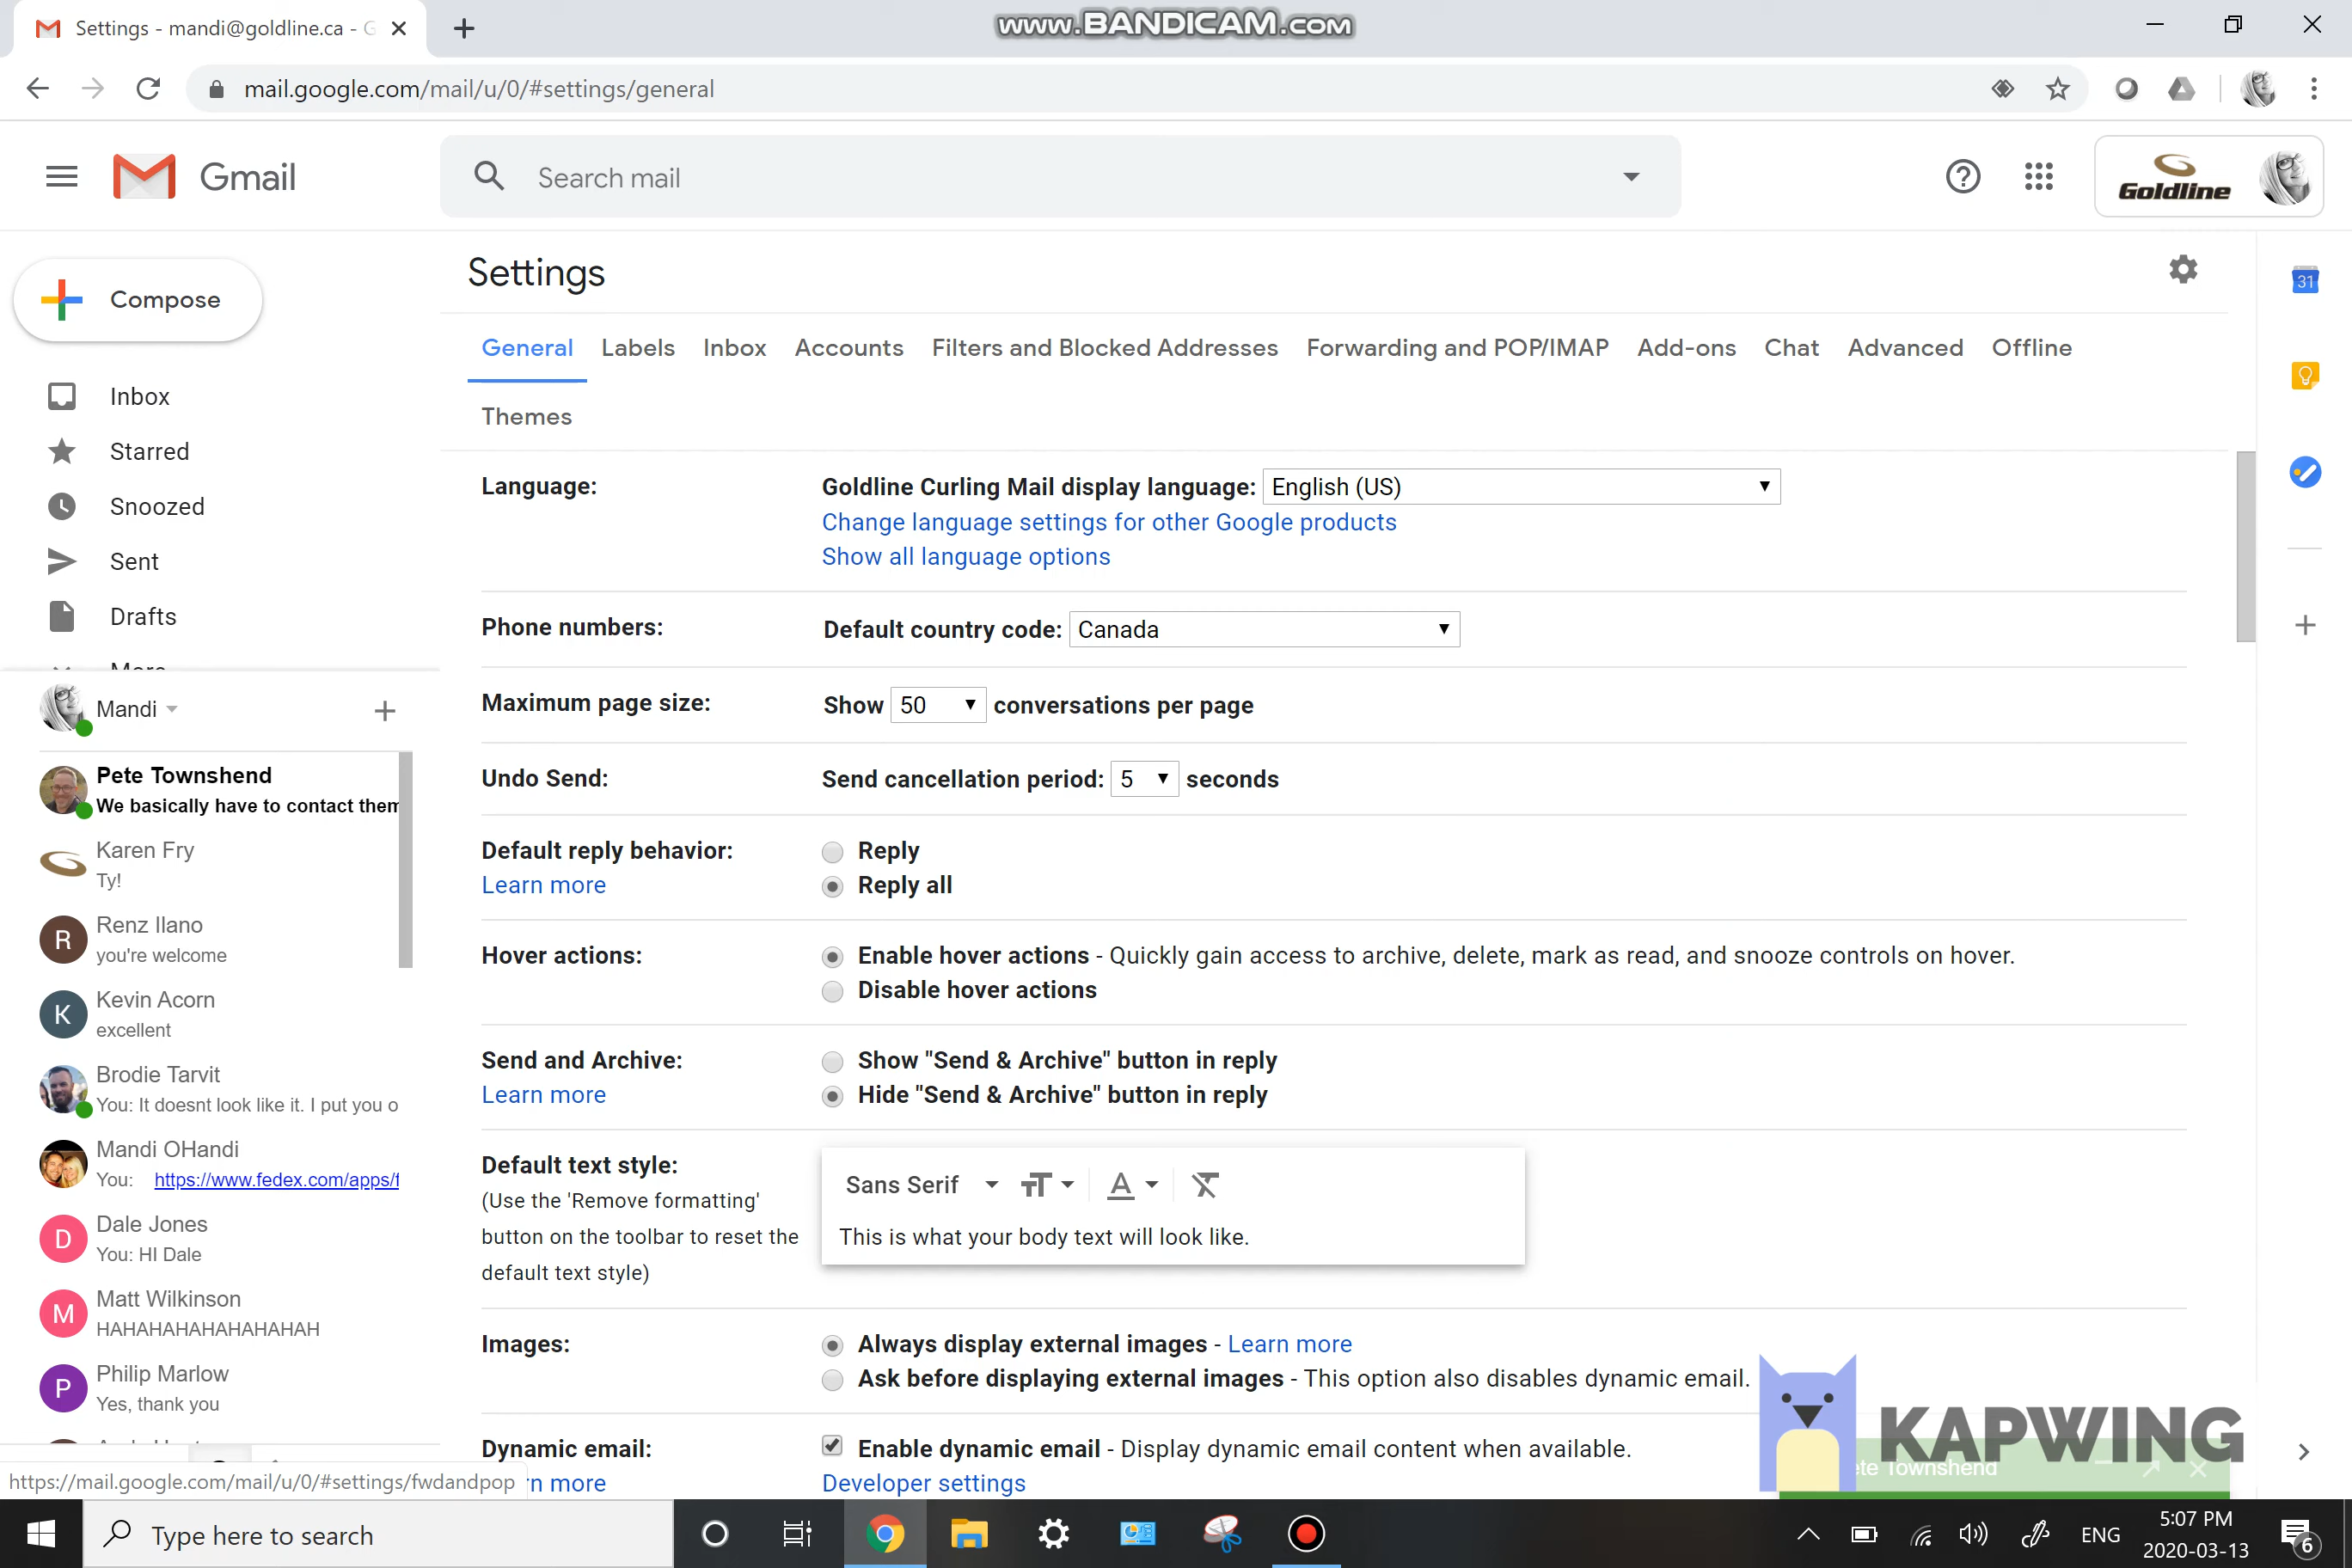 Settings - mandi@goldline.ca - G
www.BANDICAM.com
mail.google.com/mail/u/0/#settings/general
Gmail
Search mail
Goldline
Compose
Inbox
Starred
Snoozed
Sent
Drafts
More
Mandi
Pete Townshend
We basically have to contact them
Karen Fry
Ty!
R
Renz Ilano
you're welcome
K
Kevin Acorn
excellent
Brodie Tarvit
You: It doesnt look like it. I put you o
Mandi OHandi
You: https://www.fedex.com/apps/f
D
Dale Jones
You: HI Dale
M
Matt Wilkinson
HAHAHAHAHAHAHAHAH
P
Philip Marlow
Yes, thank you
Settings
General Labels Inbox Accounts Filters and Blocked Addresses Forwarding and POP/IMAP Add-ons Chat Advanced Offline
Themes
Language: Goldline Curling Mail display language: English (US)
Change language settings for other Google products
Show all language options
Phone numbers: Default country code: Canada
Maximum page size: Show 50 conversations per page
Undo Send: Send cancellation period: 5 seconds
Default reply behavior: Reply
Learn more Reply all
Hover actions: Enable hover actions - Quickly gain access to archive, delete, mark as read, and snooze controls on hover.
Disable hover actions
Send and Archive: Show "Send & Archive" button in reply
Learn more Hide "Send & Archive" button in reply
Default text style: Sans Serif
(Use the 'Remove formatting'
button on the toolbar to reset the
default text style)
This is what your body text will look like.
Images: Always display external images - Learn more
Ask before displaying external images - This option also disables dynamic email.
Dynamic email: Enable dynamic email - Display dynamic email content when available.
rn more Developer settings
31
KAPWING
ete Townshend
https://mail.google.com/mail/u/0/#settings/fwdandpop
Type here to search
ENG
5:07 PM
2020-03-13
6